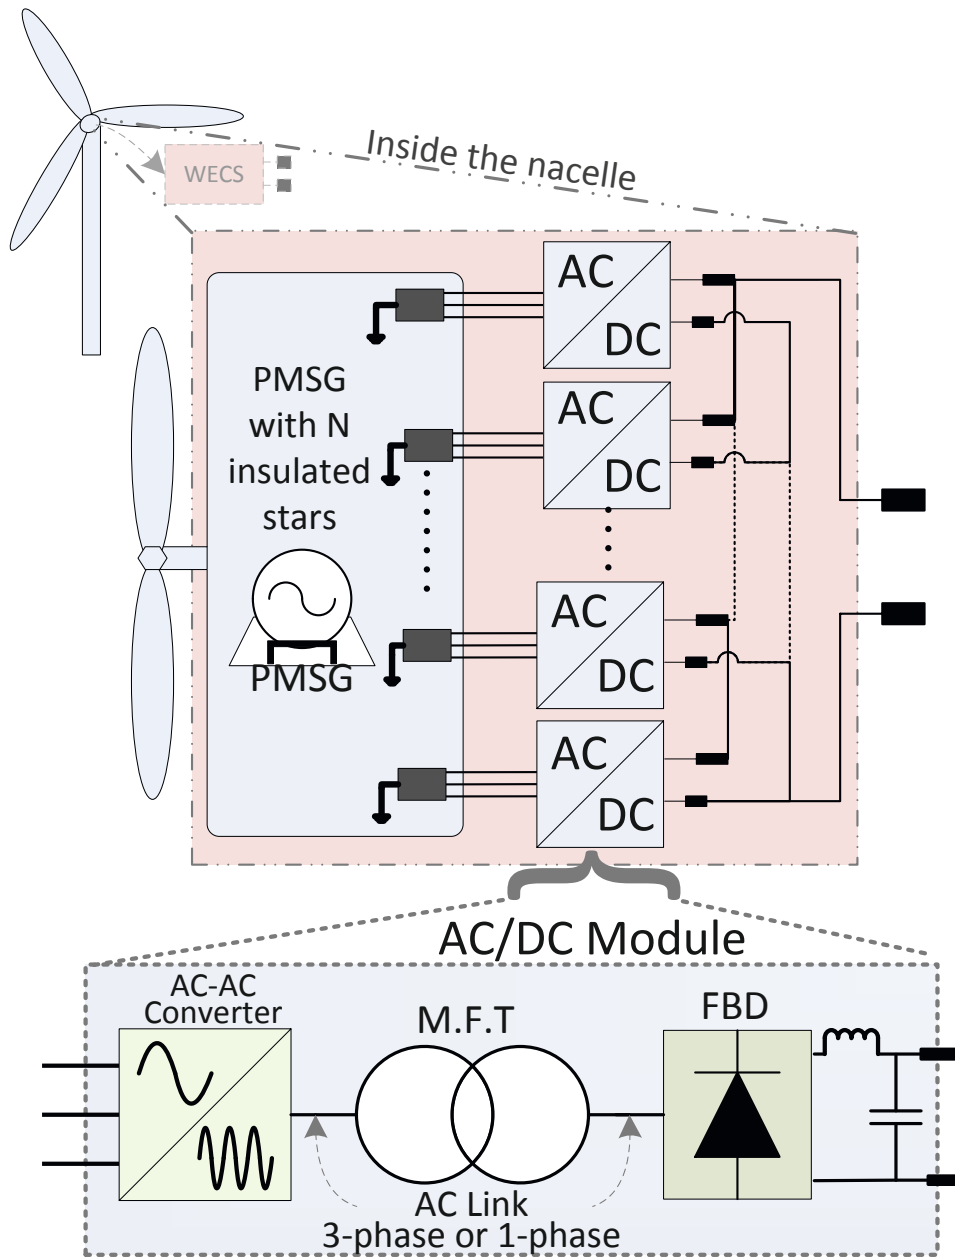 Inside the nacelle
WECS
PMSG
with N
insulated
stars
PMSG
AC
DC
AC
DC
AC
DC
AC
DC
AC/DC Module
AC-AC
Converter
M.F.T
FBD
AC Link
3-phase or 1-phase